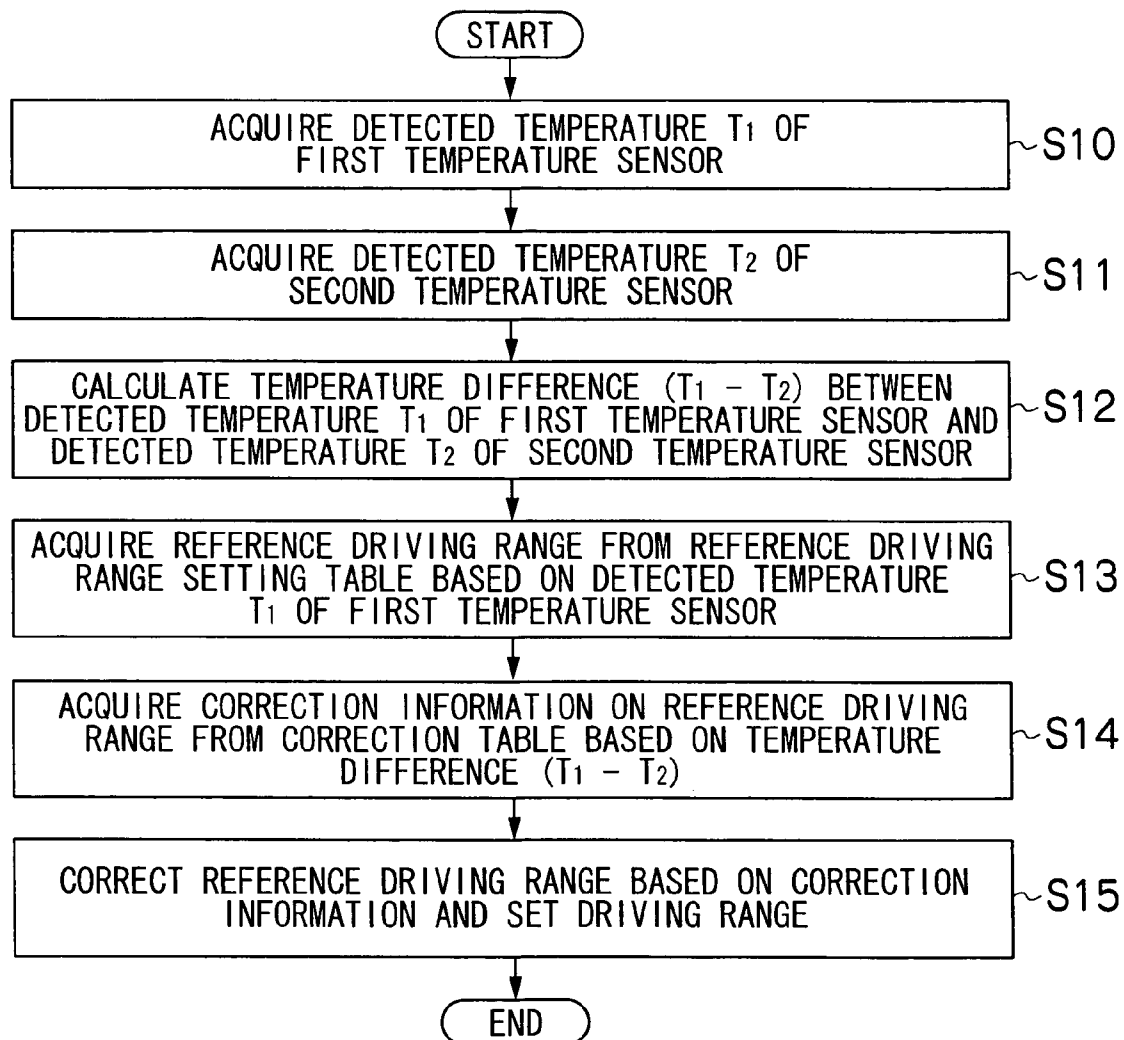 START
ACQUIRE DETECTED TEMPERATURE T1 OF
FIRST TEMPERATURE SENSOR
S10
ACQUIRE DETECTED TEMPERATURE T2 OF
SECOND TEMPERATURE SENSOR
S11
CALCULATE TEMPERATURE DIFFERENCE (T1 - T2) BETWEEN
DETECTED TEMPERATURE T1 OF FIRST TEMPERATURE SENSOR AND
DETECTED TEMPERATURE T2 OF SECOND TEMPERATURE SENSOR
S12
ACQUIRE REFERENCE DRIVING RANGE FROM REFERENCE DRIVING
RANGE SETTING TABLE BASED ON DETECTED TEMPERATURE
T1 OF FIRST TEMPERATURE SENSOR
S13
ACQUIRE CORRECTION INFORMATION ON REFERENCE DRIVING
RANGE FROM CORRECTION TABLE BASED ON TEMPERATURE
DIFFERENCE (T1 - T2)
S14
CORRECT REFERENCE DRIVING RANGE BASED ON CORRECTION
INFORMATION AND SET DRIVING RANGE
S15
END